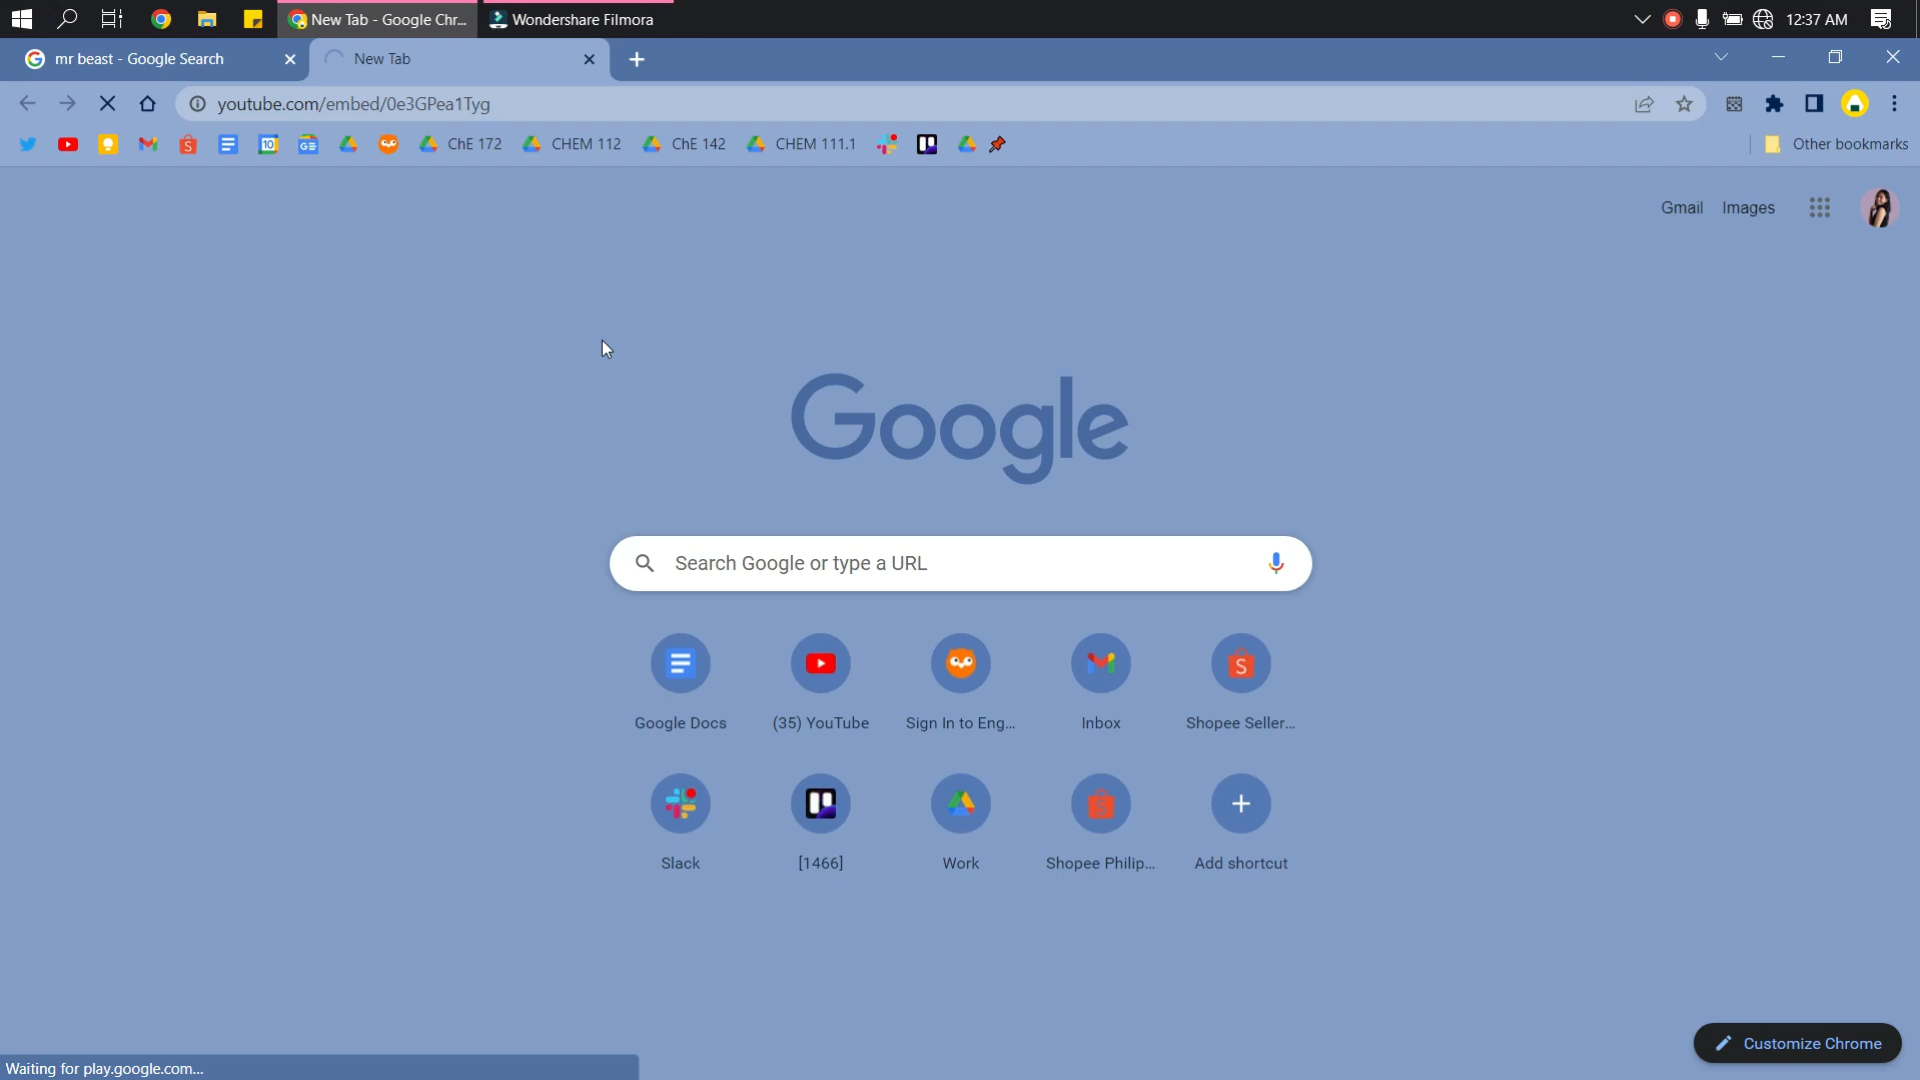 New Tab - Google Chr...
Wondershare Filmora
12:37 AM
mr beast - Google Search
New Tab
youtube.com/embed/0e3GPea1Tyg
10
GE
ChE 172
CHEM 112
ChE 142
CHEM 111.1
Other bookmarks
Gmail
Images
Google
Search Google or type a URL
Google Docs
(35) YouTube
Sign In to Eng...
Inbox
Shopee Seller...
Slack
[1466]
Work
Shopee Philip...
Add shortcut
Customize Chrome
Waiting for play.google.com...